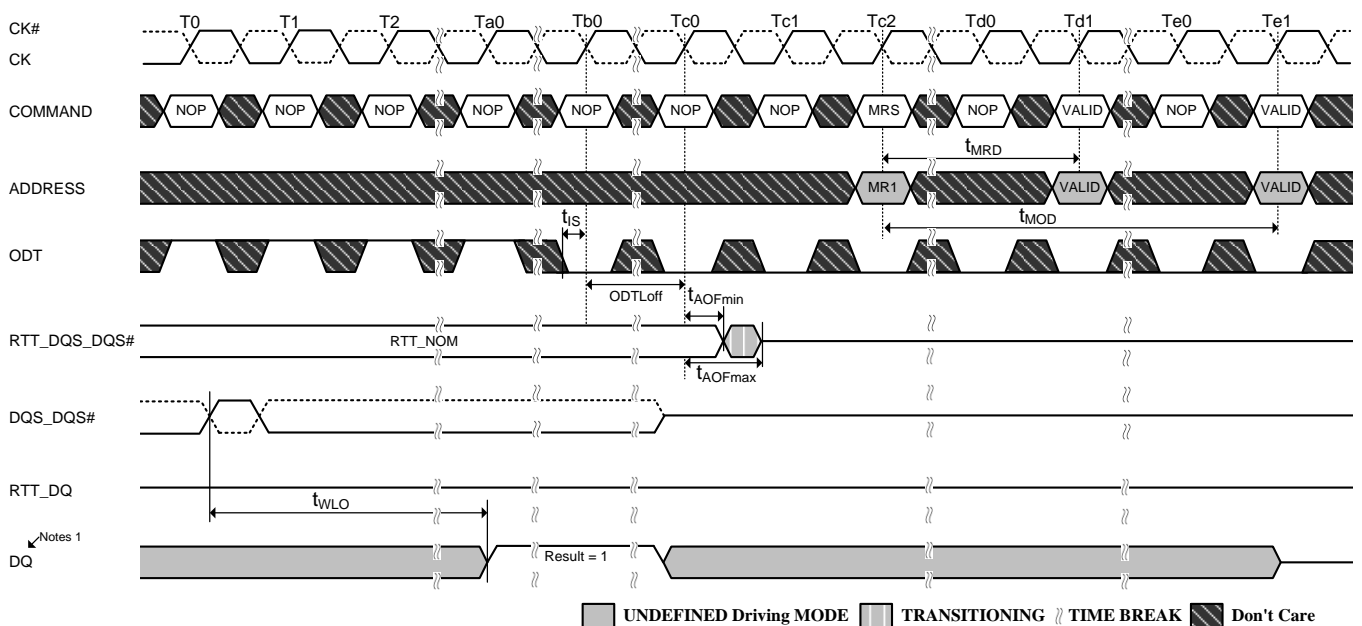 T0 T1 T2 Ta0 Tb0 Tc0 Tc1 Tc2 Td0 Td1 Te0 Te1
CK#
CK
COMMAND NOP NOP NOP NOP NOP NOP NOP MRS NOP VALID NOP VALID
tMRD
ADDRESS MR1 VALID VALID
tIS tMOD
ODT
ODTLoff tAOFmin
RTT_DQS_DQS# RTT_NOM
tAOFmax
DQS_DQS#
RTT_DQ
tWLO
Notes 1
DQ Result = 1
UNDEFINED Driving MODE TRANSITIONING TIME BREAK Don't Care